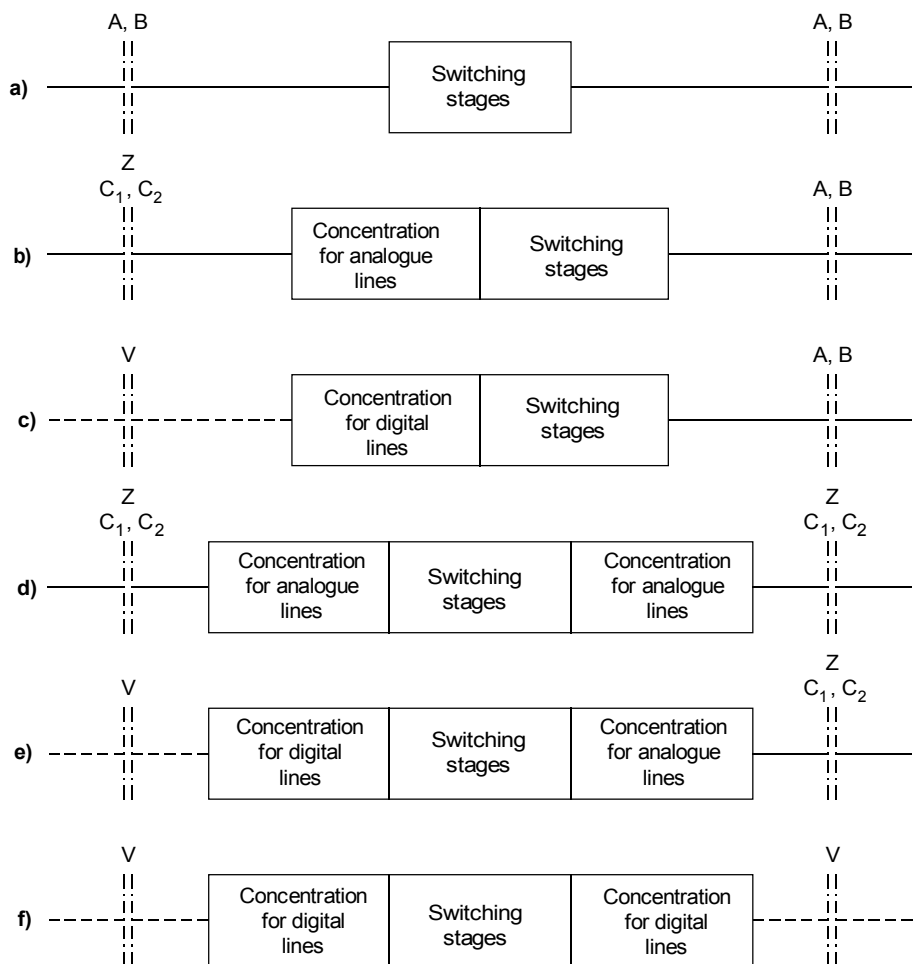 A, B
A, B
a)
Switching
stages
Z
C1, C2
A, B
b)
Concentration
for analogue
lines
Switching
stages
V
A, B
c)
Concentration
for digital
lines
Switching
stages
Z
C1, C2
Z
C1, C2
d)
Concentration
for analogue
lines
Switching
stages
Concentration
for analogue
lines
V
Z
C1, C2
e)
Concentration
for digital
lines
Switching
stages
Concentration
for analogue
lines
V
V
f)
Concentration
for digital
lines
Switching
stages
Concentration
for digital
lines